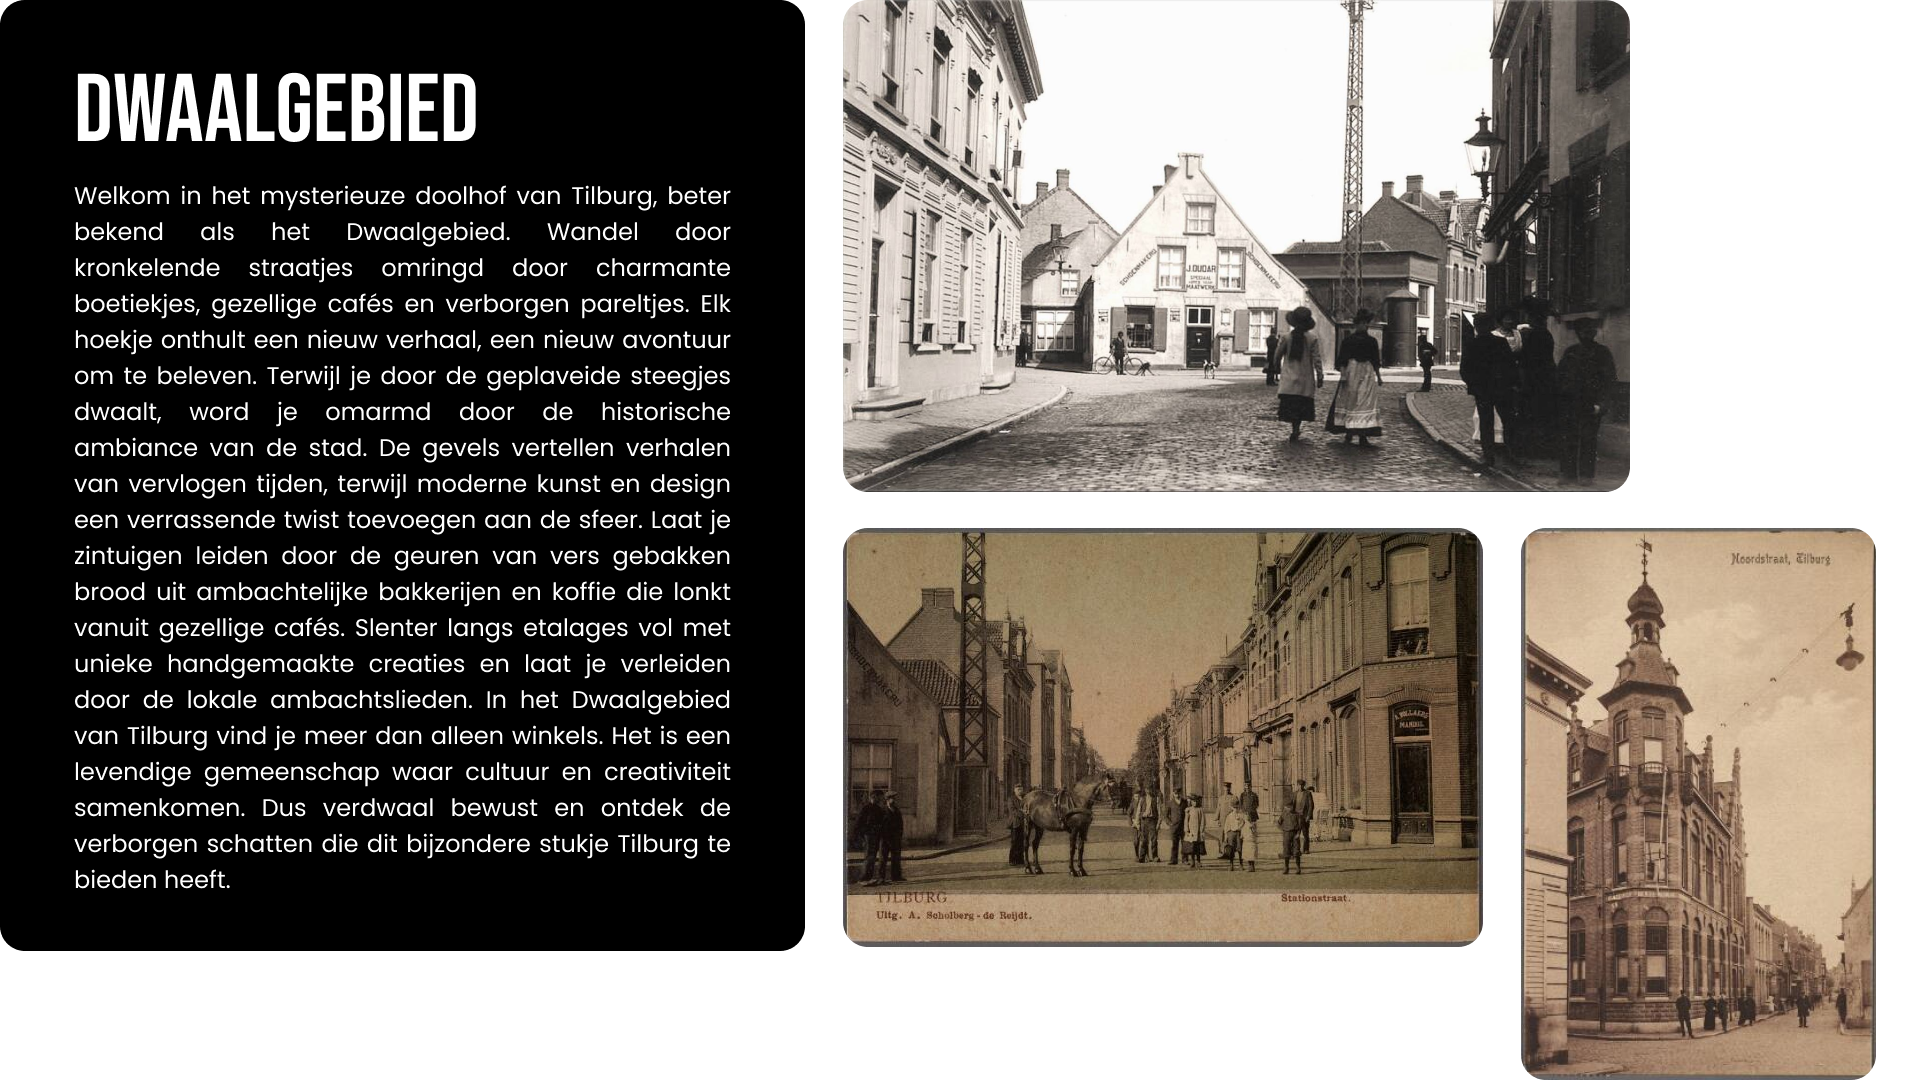 DWAALGEBIED
Welkom in het mysterieuze doolhof van Tilburg, beter
bekend als het Dwaalgebied. Wandel door
kronkelende straatjes omringd door charmante
boetiekjes, gezellige cafés en verborgen pareltjes. Elk
hoekje onthult een nieuw verhaal, een nieuw avontuur
om te beleven. Terwijl je door de geplaveide steegjes
dwaalt, word je omarmd door de historische
ambiance van de stad. De gevels vertellen verhalen
van vervlogen tijden, terwijl moderne kunst en design
een verrassende twist toevoegen aan de sfeer. Laat je
zintuigen leiden door de geuren van vers gebakken
brood uit ambachtelijke bakkerijen en koffie die lonkt
vanuit gezellige cafés. Slenter langs etalages vol met
unieke handgemaakte creaties en laat je verleiden
door de lokale ambachtslieden. In het Dwaalgebied
van Tilburg vind je meer dan alleen winkels. Het is een
levendige gemeenschap waar cultuur en creativiteit
samenkomen. Dus verdwaal bewust en ontdek de
verborgen schatten die dit bijzondere stukje Tilburg te
bieden heeft.
SCHOENMAKERIJ
J. OUDAR
SPECIAAL
MAATWERK
SCHOENMAKERIJ
TILBURG
Stationstraat.
Uitg. A. Scholberg-de Reijdt.
Noordstraat, Tilburg